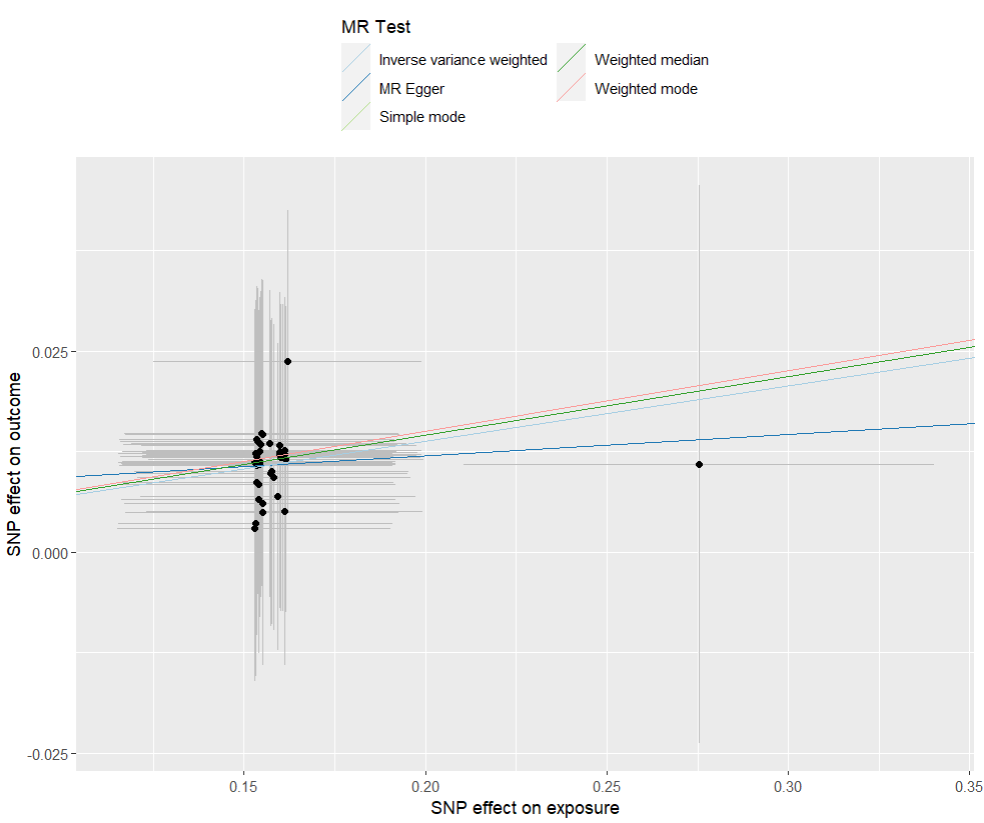 MR Test
Inverse variance weighted
Weighted median
MR Egger
Weighted mode
Simple mode
SNP effect on outcome
0.025
0.000
-0.025
0.15
0.20
0.25
0.30
0.35
SNP effect on exposure